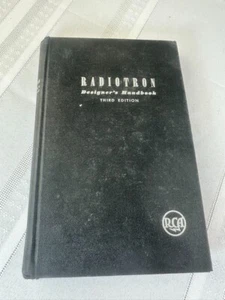 RADIOTRON
Designer's Handbook
THIRD EDITION
RCA